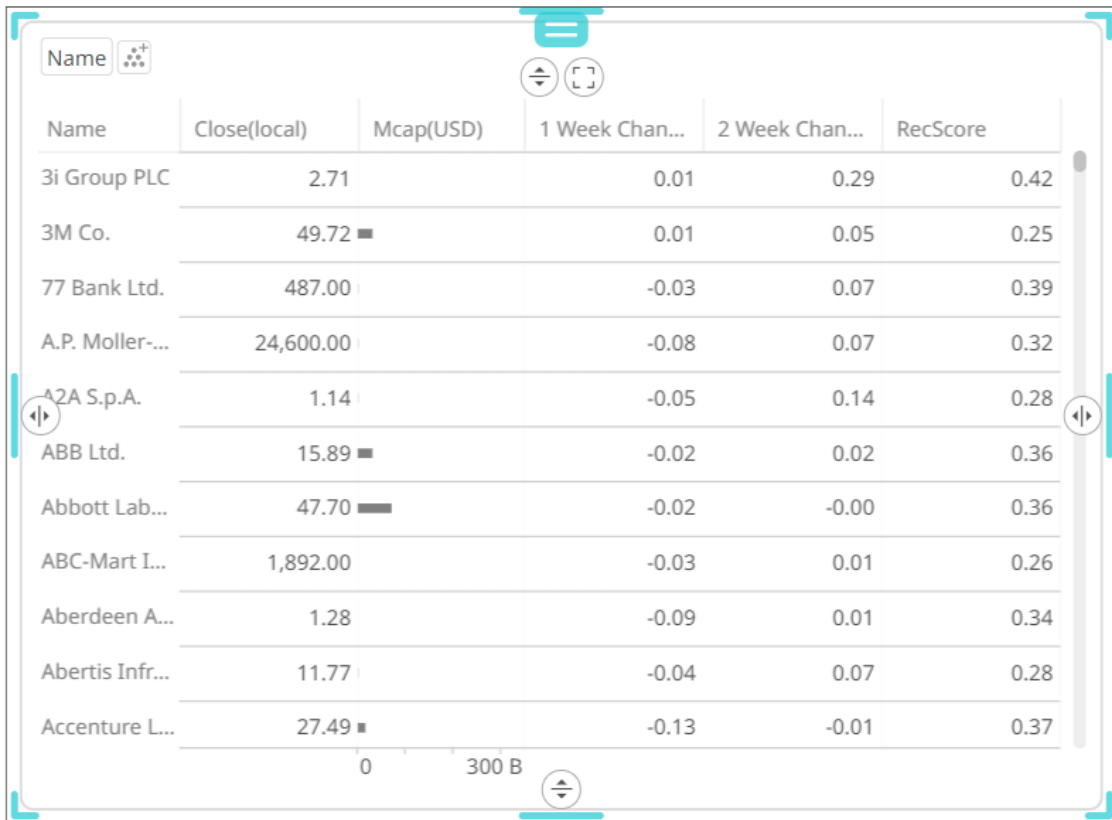 Name
Name Close(local) Mcap(USD) 1 Week Chan... 2 Week Chan... RecScore
3i Group PLC 2.71 0.01 0.29 0.42
3M Co. 49.72 0.01 0.05 0.25
77 Bank Ltd. 487.00 -0.03 0.07 0.39
A.P. Moller-... 24,600.00 -0.08 0.07 0.32
A2A S.p.A. 1.14 -0.05 0.14 0.28
ABB Ltd. 15.89 -0.02 0.02 0.36
Abbott Lab... 47.70 -0.02 -0.00 0.36
ABC-Mart I... 1,892.00 -0.03 0.01 0.26
Aberdeen A... 1.28 -0.09 0.01 0.34
Abertis Infr... 11.77 -0.04 0.07 0.28
Accenture L... 27.49 -0.13 -0.01 0.37
0 300 B